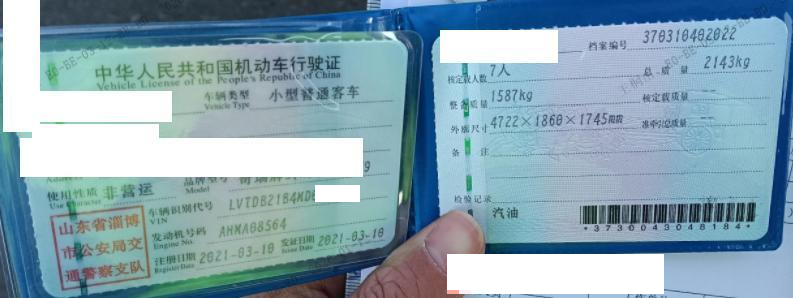 中华人民共和国机动车行驶证
Vehicle License of the People's Republic of China
车辆类型 小型普通客车
Vehicle Type
使用性质 非营运
Use Character
品牌型号
Model
车辆识别代号 LVTDB21B4MD
VIN
发动机号码 AHMA08564
Engine No.
注册日期 2021-03-10 发证日期 2021-03-10
Register Date Issue Date
山东省淄博
市公安局交
通警察支队
档案编号 370310402022
核定载人数 7人 总质量 2143kg
整备质量 1587kg 核定载质量 --
外廓尺寸 4722×1860×1745mm 准牵引总质量 --
备注
检验记录
汽油
*3730043048184*